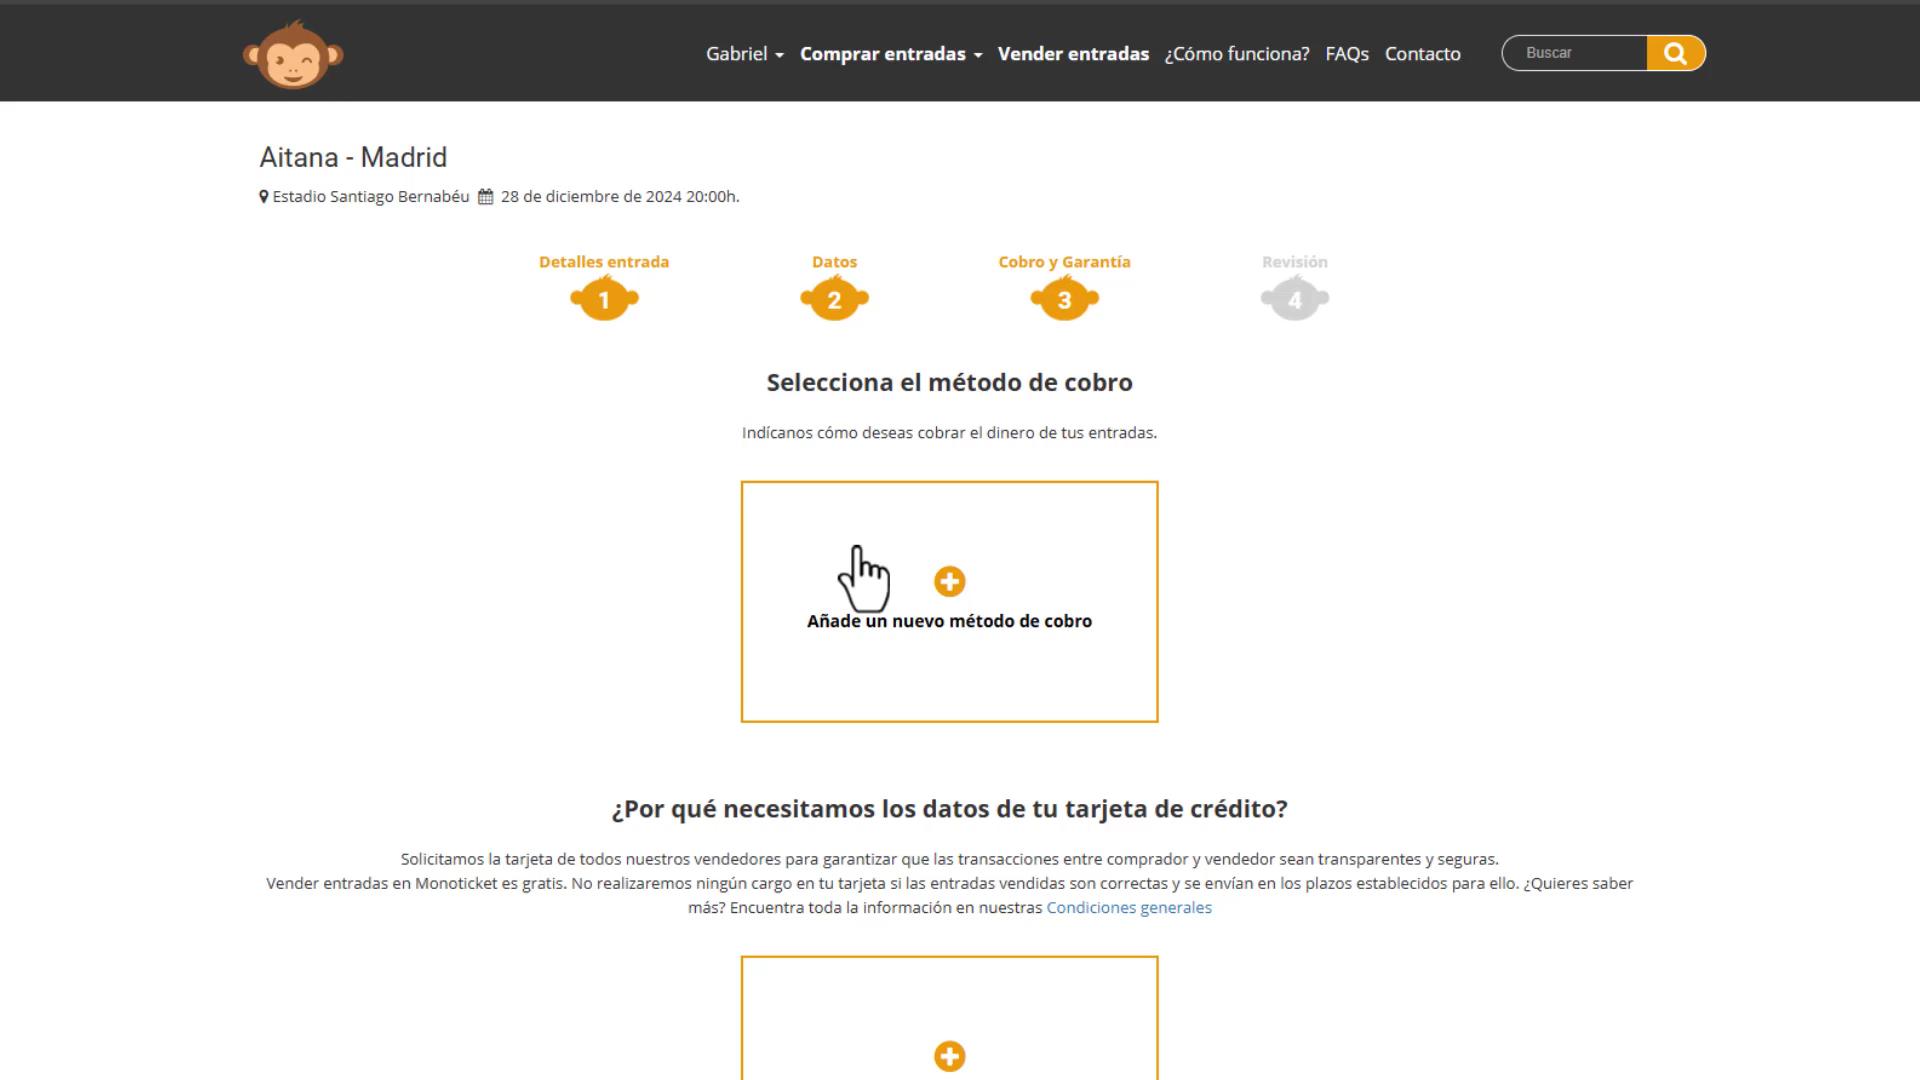 Gabriel
Comprar entradas
Vender entradas
¿Cómo funciona?
FAQs
Contacto
Buscar
Aitana - Madrid
Estadio Santiago Bernabéu 28 de diciembre de 2024 20:00h.
Detalles entrada
1
Datos
2
Cobro y Garantía
3
Revisión
4
Selecciona el método de cobro
Indícanos cómo deseas cobrar el dinero de tus entradas.
Añade un nuevo método de cobro
¿Por qué necesitamos los datos de tu tarjeta de crédito?
Solicitamos la tarjeta de todos nuestros vendedores para garantizar que las transacciones entre comprador y vendedor sean transparentes y seguras.
Vender entradas en Monoticket es gratis. No realizaremos ningún cargo en tu tarjeta si las entradas vendidas son correctas y se envían en los plazos establecidos para ello. ¿Quieres saber
más? Encuentra toda la información en nuestras Condiciones generales